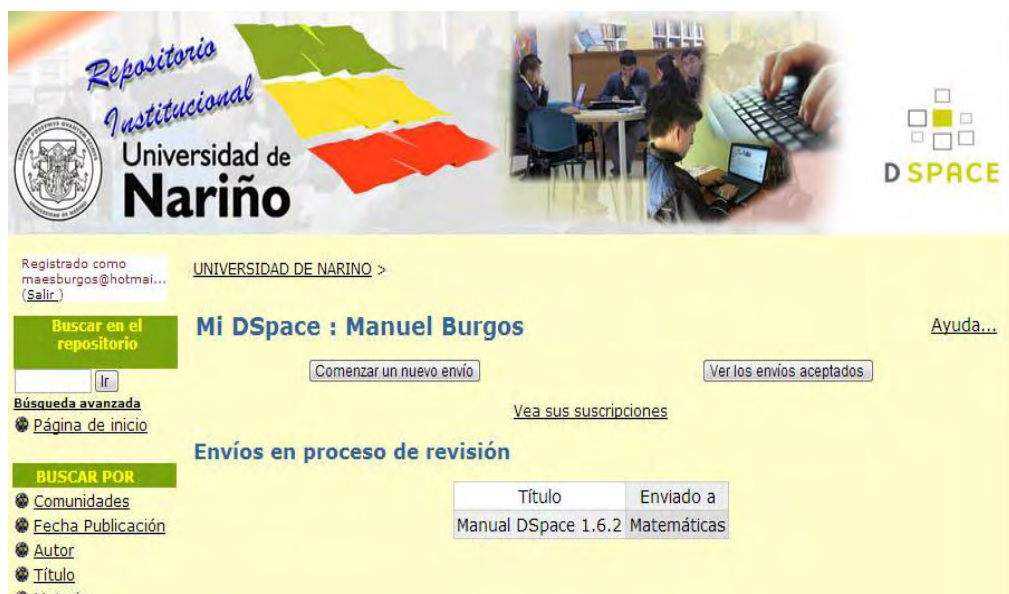 Repositorio
Institucional
Universidad de
Nariño
D SPACE
Registrado como
maesburgos@hotmai...
(Salir )
UNIVERSIDAD DE NARINO >
Buscar en el
repositorio
Ir
Búsqueda avanzada
Página de inicio
BUSCAR POR
Comunidades
Fecha Publicación
Autor
Título
Mi DSpace : Manuel Burgos
Ayuda...
Comenzar un nuevo envío
Ver los envíos aceptados
Vea sus suscripciones
Envíos en proceso de revisión
Título Enviado a
Manual DSpace 1.6.2 Matemáticas